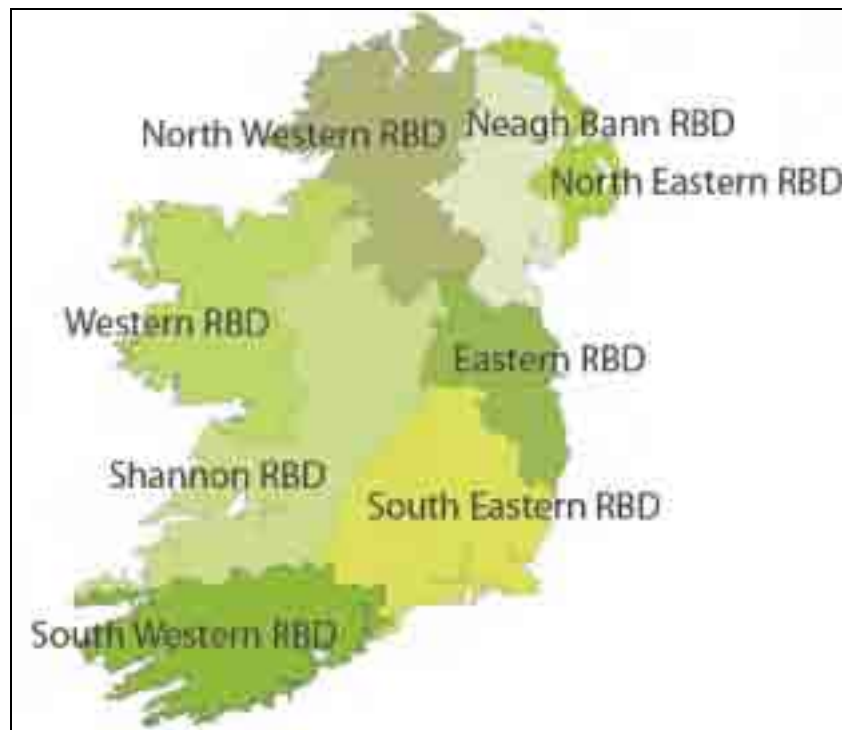 North Western RBD
Neagh Bann RBD
North Eastern RBD
Western RBD
Eastern RBD
Shannon RBD
South Eastern RBD
South Western RBD